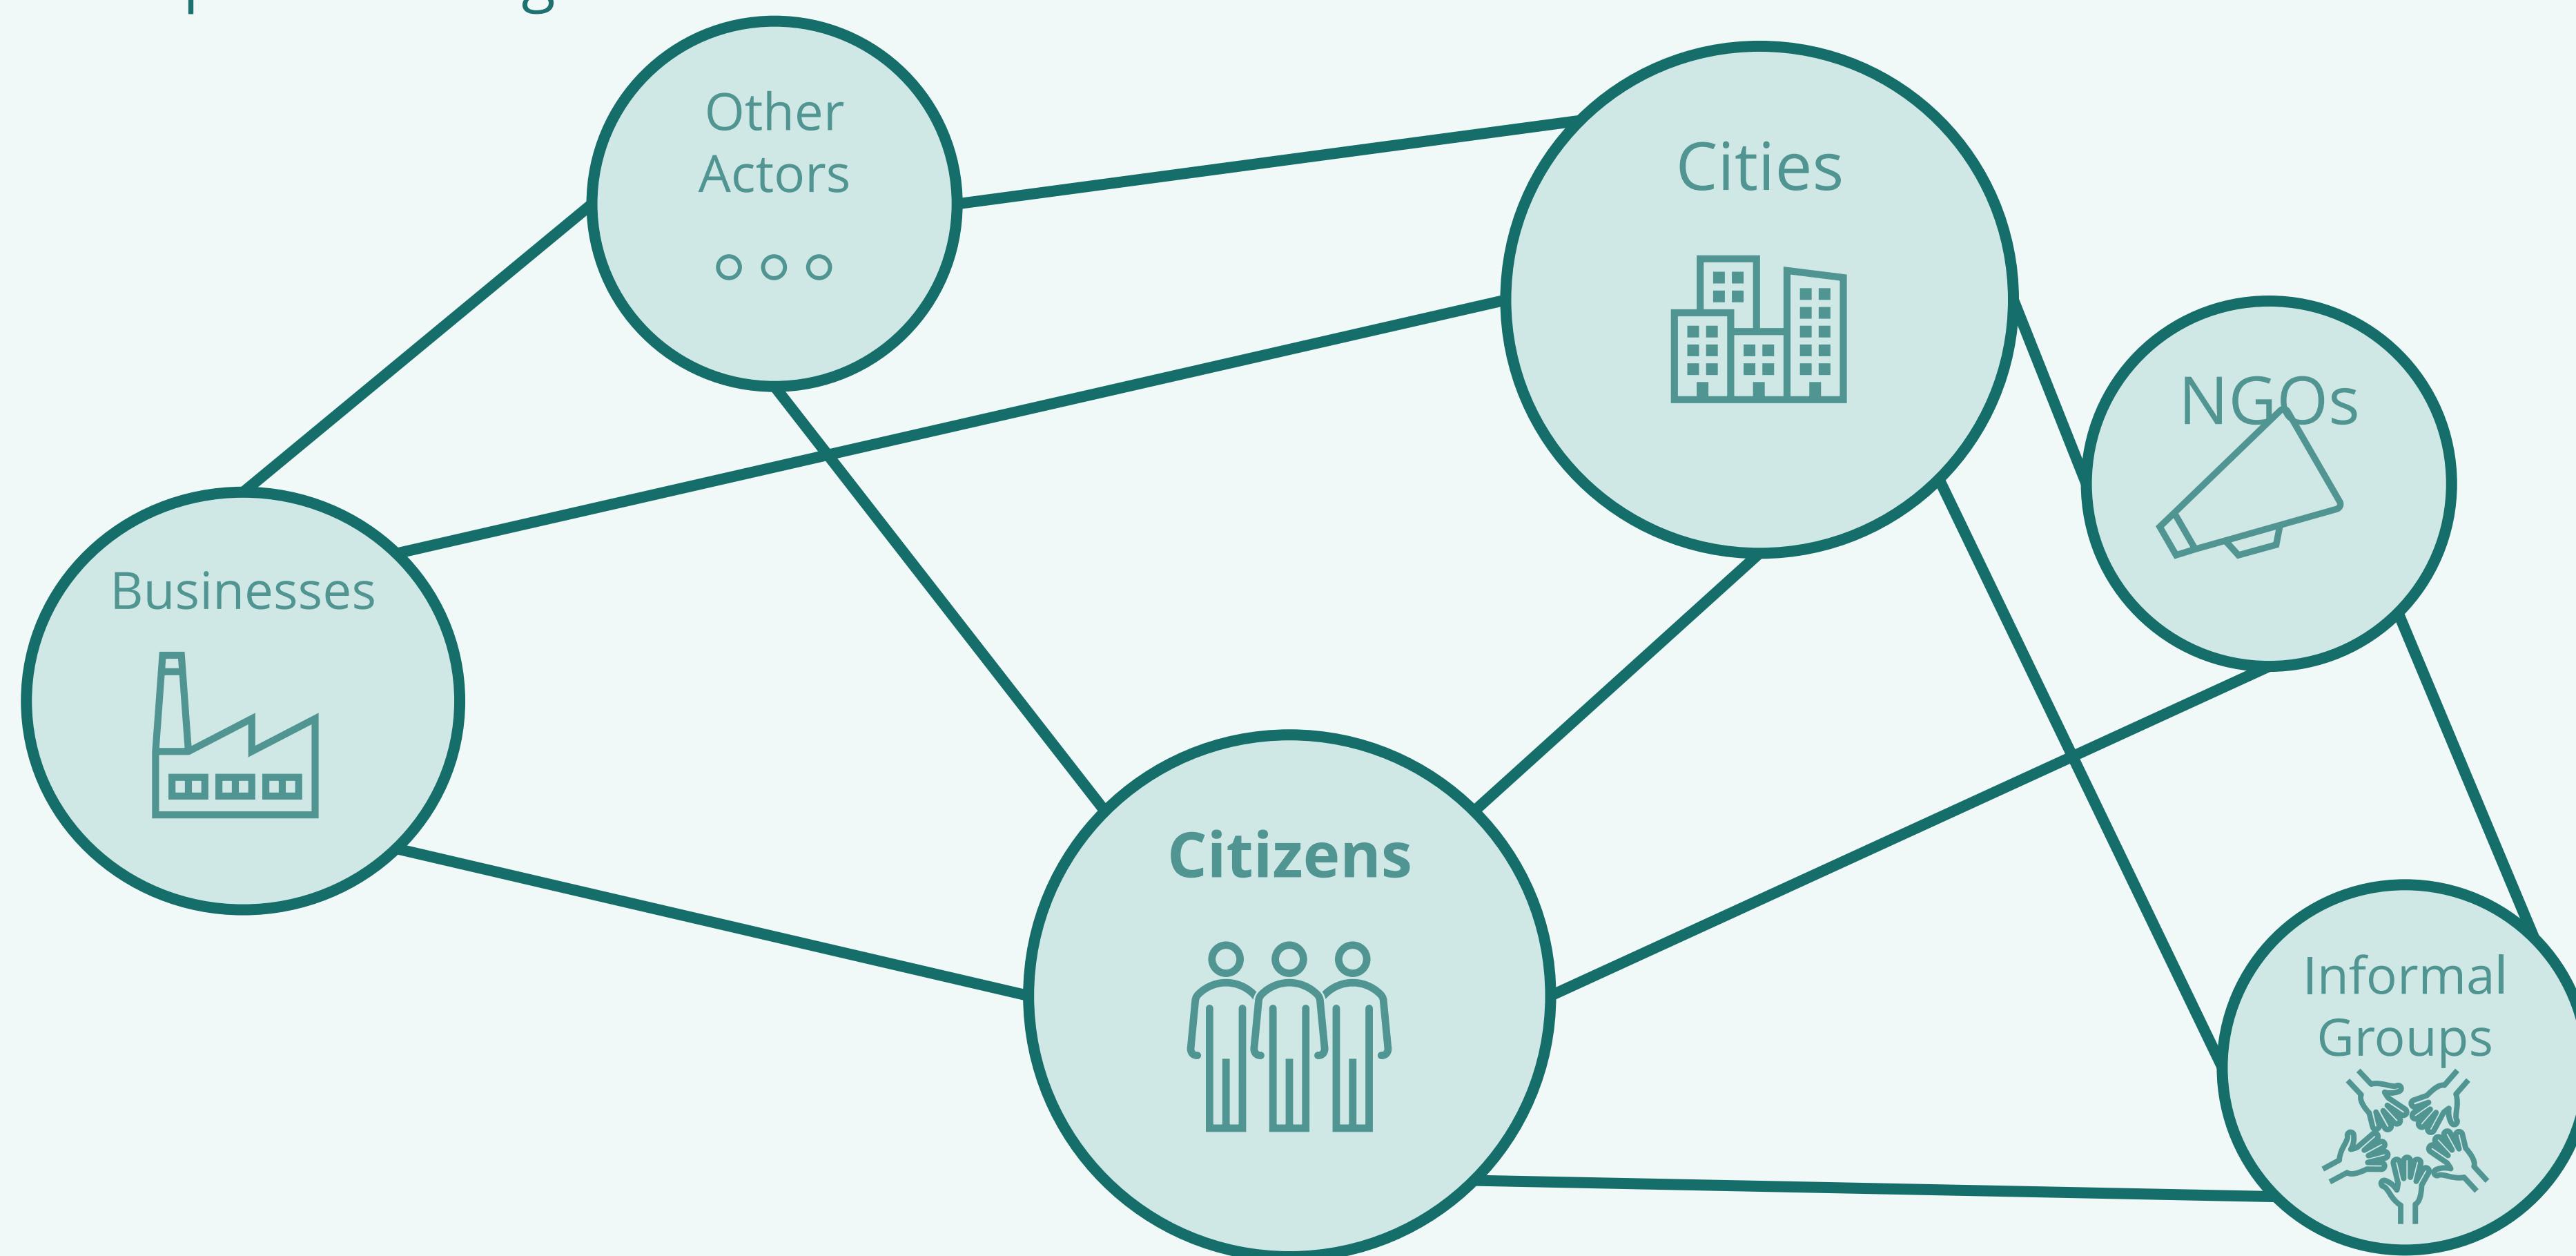 Other
Actors
Cities
NGOs
Businesses
Citizens
Informal
Groups